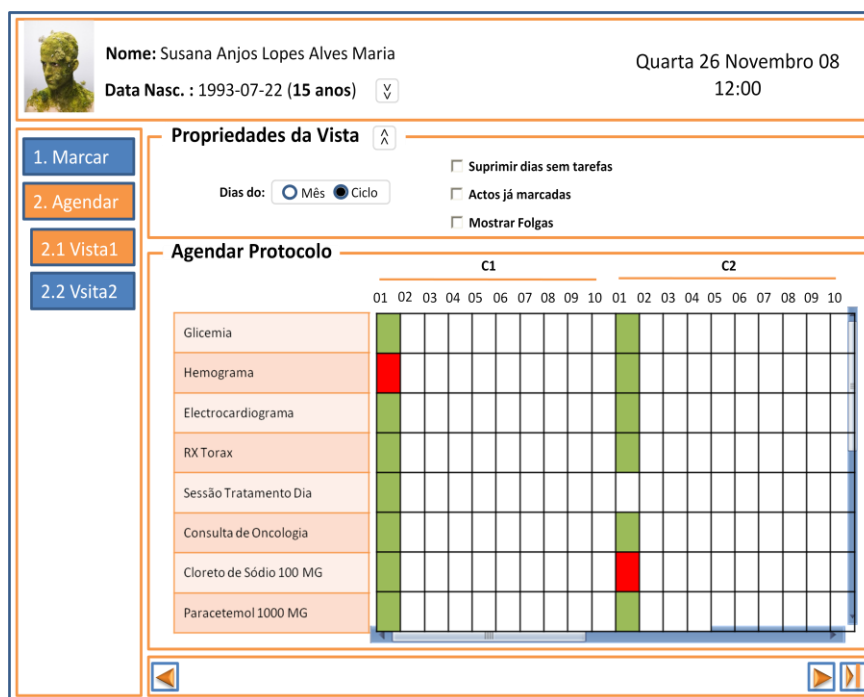 Nome: Susana Anjos Lopes Alves Maria
Data Nasc. : 1993-07-22 (15 anos)
Quarta 26 Novembro 08
12:00
1. Marcar
2. Agendar
2.1 Vista1
2.2 Vsita2
Propriedades da Vista
Dias do: Mês Ciclo
Suprimir dias sem tarefas
Actos já marcadas
Mostrar Folgas
Agendar Protocolo
C1 C2
01 02 03 04 05 06 07 08 09 10 01 02 03 04 05 06 07 08 09 10
Glicemia
Hemograma
Electrocardiograma
RX Torax
Sessão Tratamento Dia
Consulta de Oncologia
Cloreto de Sódio 100 MG
Paracetemol 1000 MG